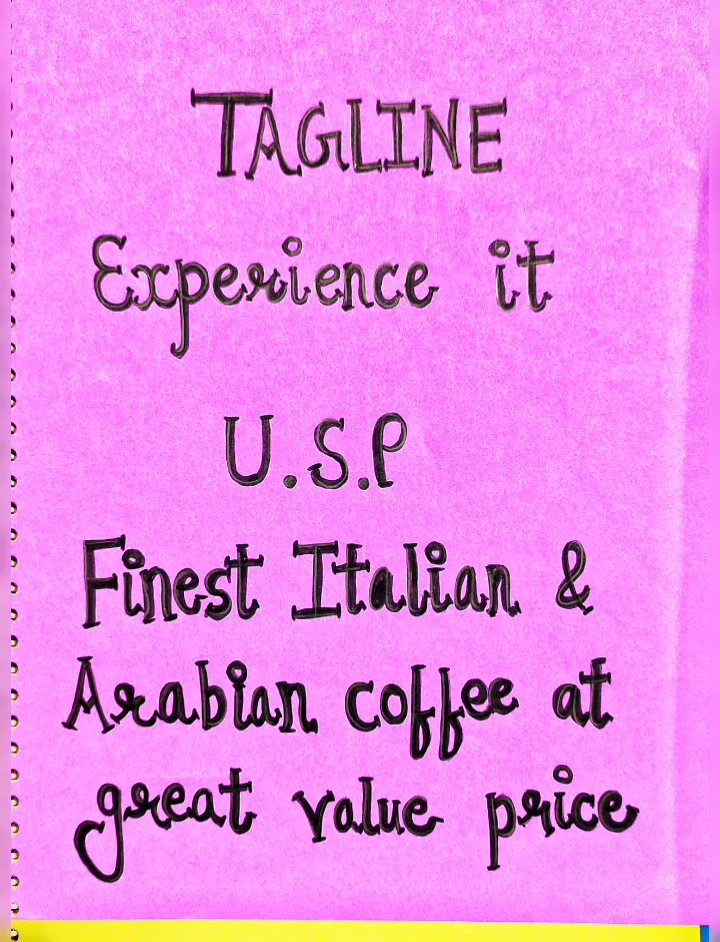 TAGLINE
Experience it
U.S.P
Finest Italian &
Arabian coffee at
great value price